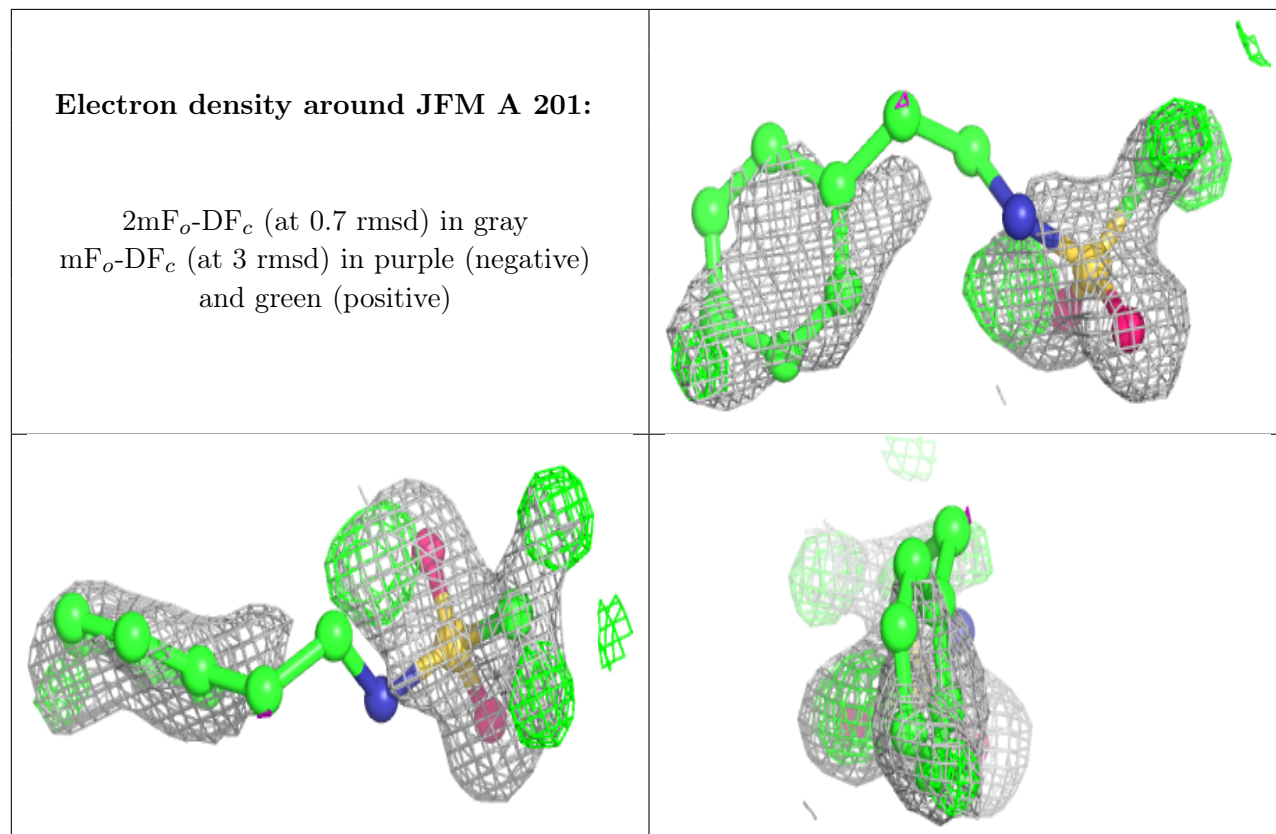 Electron density around JFM A 201:
2mFo-DFc (at 0.7 rmsd) in gray
mFo-DFc (at 3 rmsd) in purple (negative)
and green (positive)